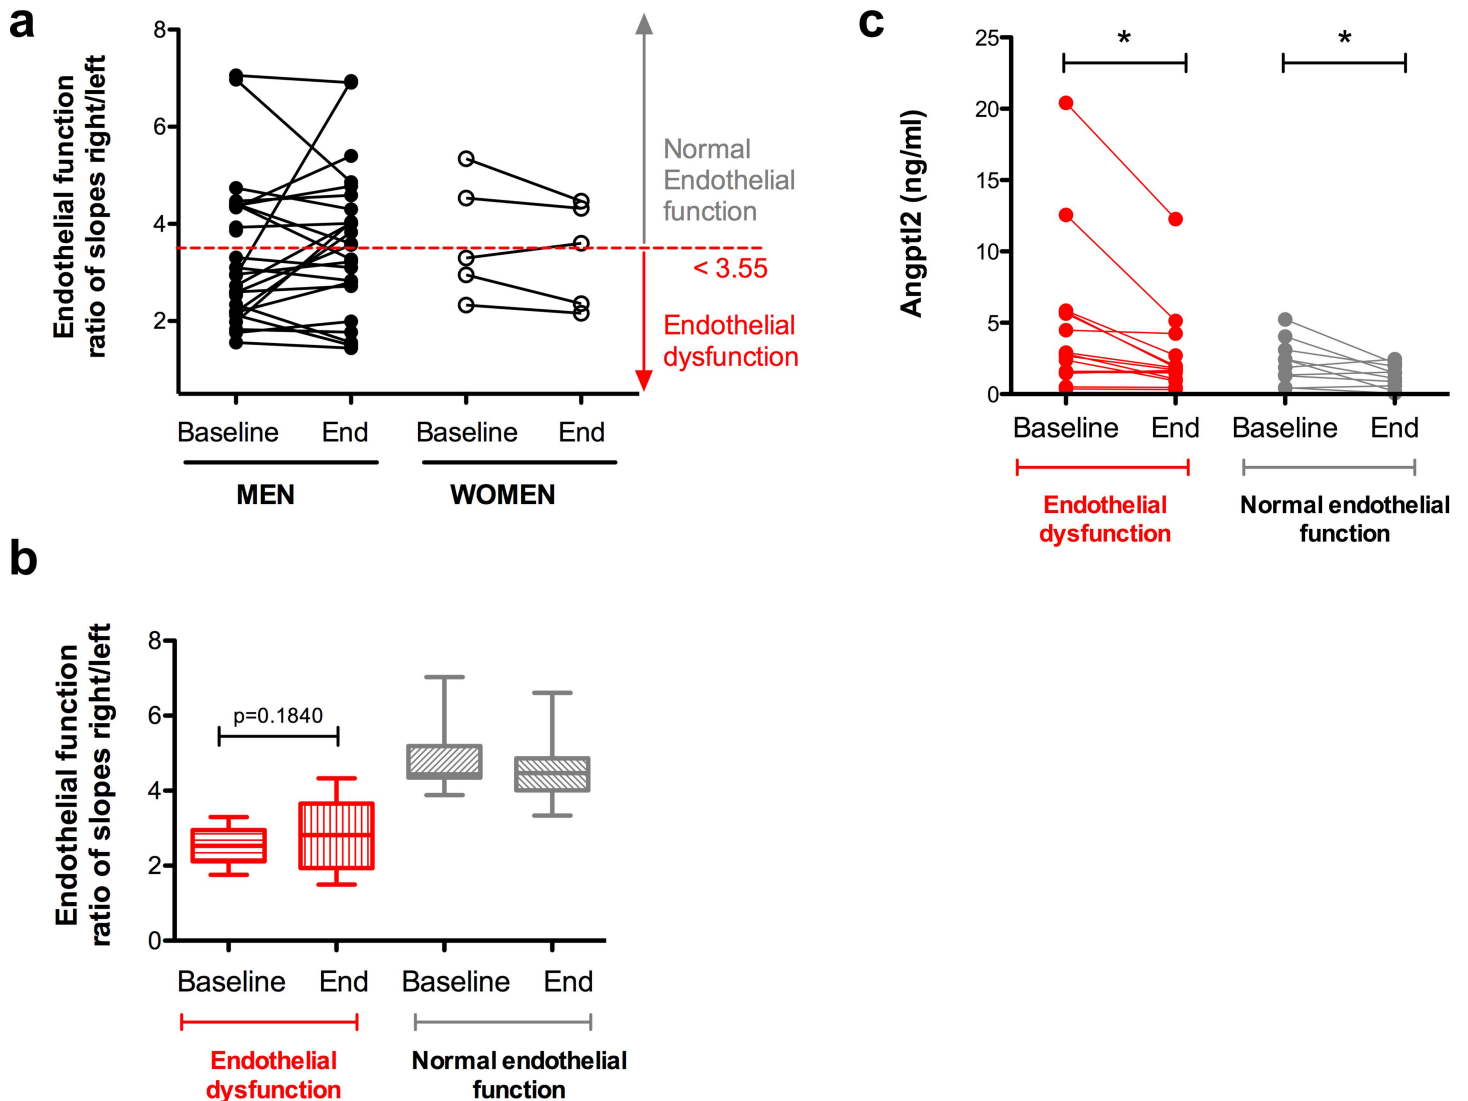 a
Endothelial function
ratio of slopes right/left
8
6
4
2
Normal
Endothelial
function
< 3.55
Endothelial
dysfunction
Baseline End Baseline End
MEN WOMEN
c
Angptl2 (ng/ml)
25
20
15
10
5
0
* *
Baseline End Baseline End
Endothelial
dysfunction
Normal endothelial
function
b
Endothelial function
ratio of slopes right/left
8
6
4
2
0
p=0.1840
Baseline End Baseline End
Endothelial
dysfunction
Normal endothelial
function